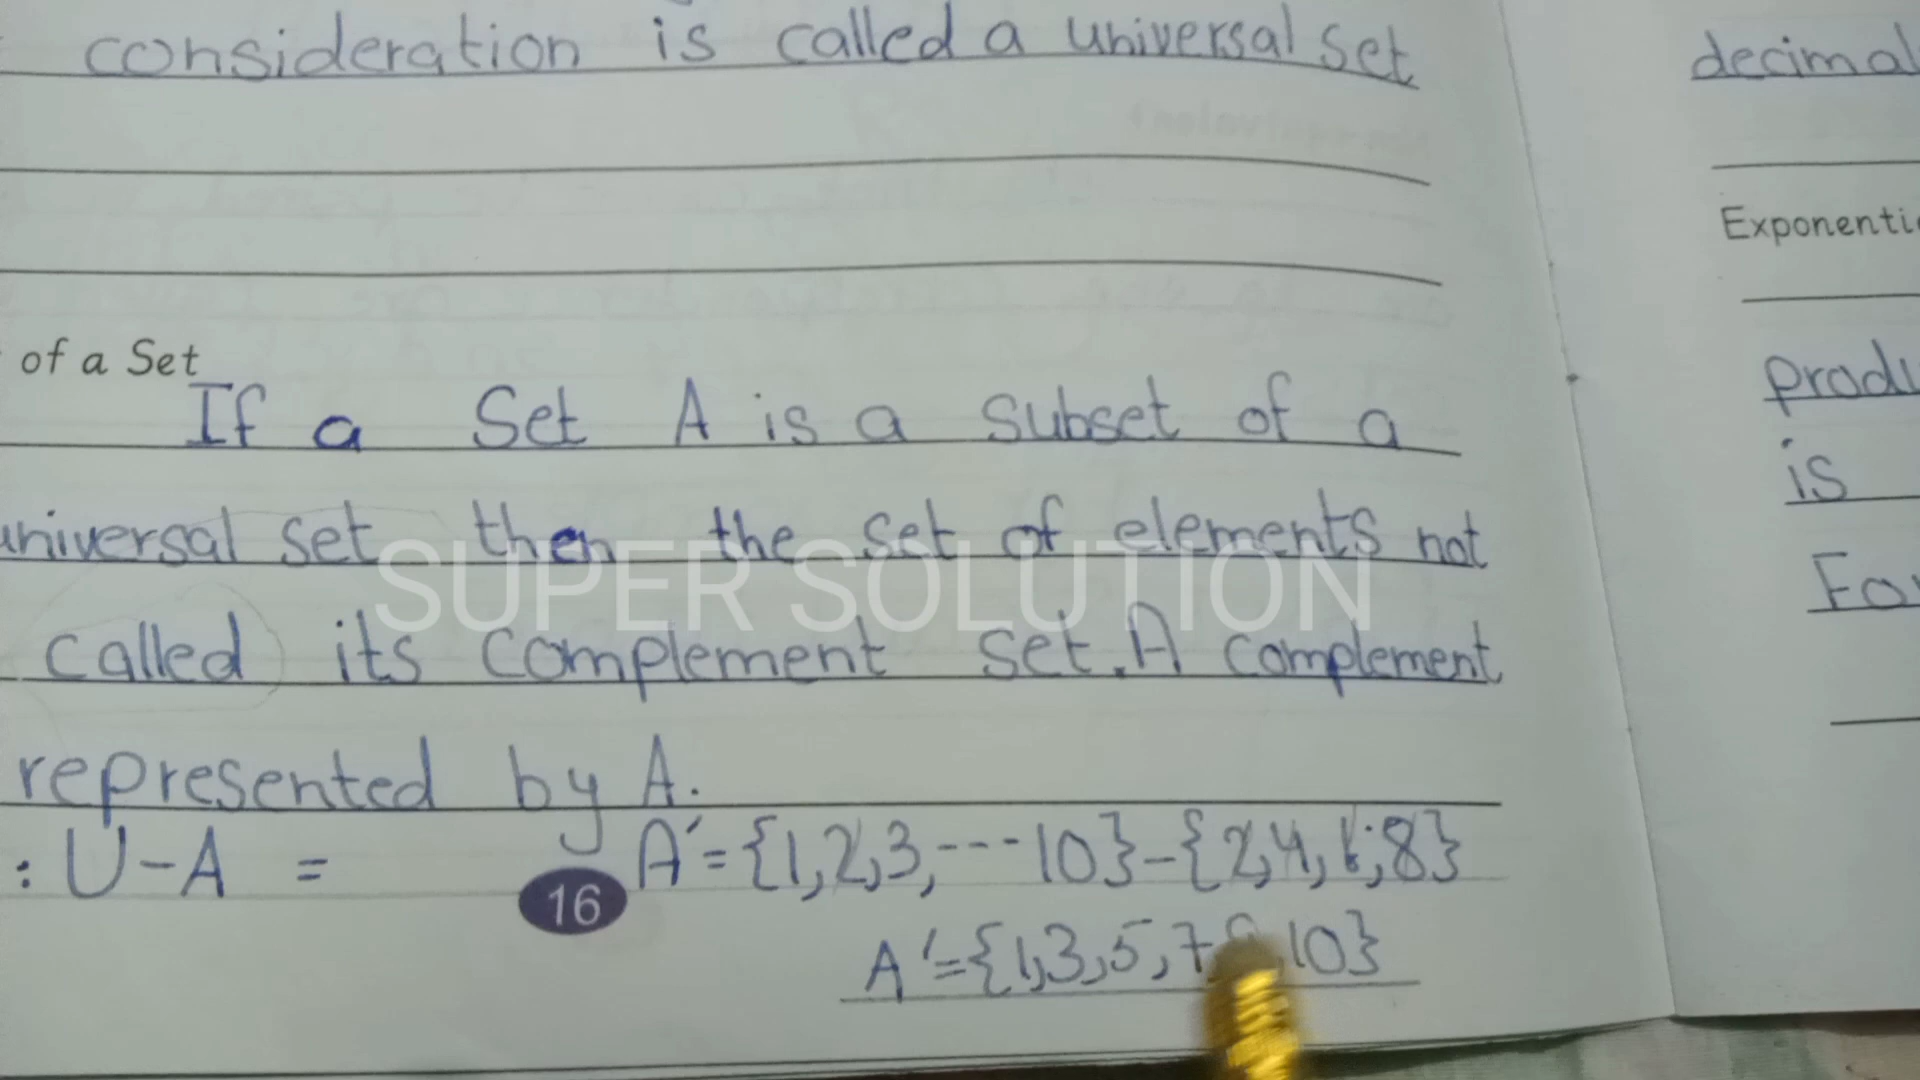 consideration is called a universal set
of a Set
If a Set A is a subset of a
universal set then the set of elements not
SUPER SOLUTION
called its complement set. A complement
represented by A.
: U-A = A'={1,2,3,---10}-{2,4,6,8}
16
A'={1,3,5,7,9,10}
decimal
Exponenti
produ
is
Fo